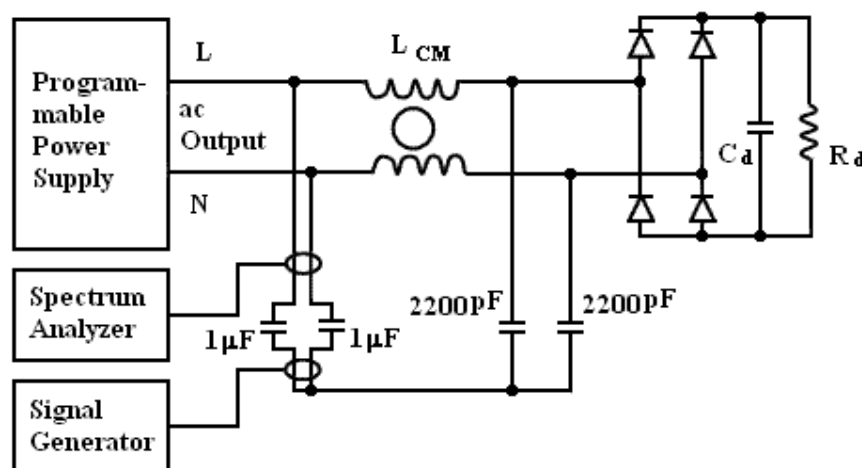 Program-
mable
Power
Supply
L
ac
Output
N
L CM
C d
R d
Spectrum
Analyzer
1µF
1µF
2200pF
2200pF
Signal
Generator